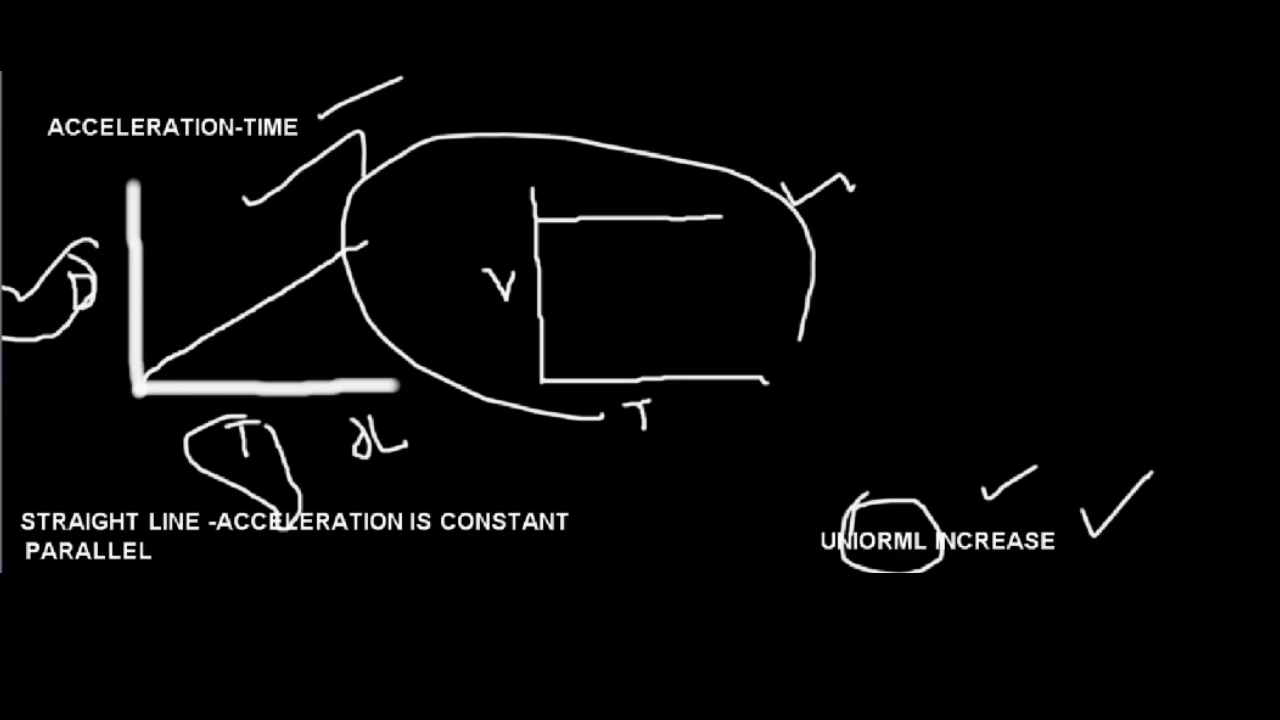 ACCELERATION-TIME
D
V
T
T
STRAIGHT LINE -ACCELERATION IS CONSTANT
PARALLEL
UNIORML INCREASE